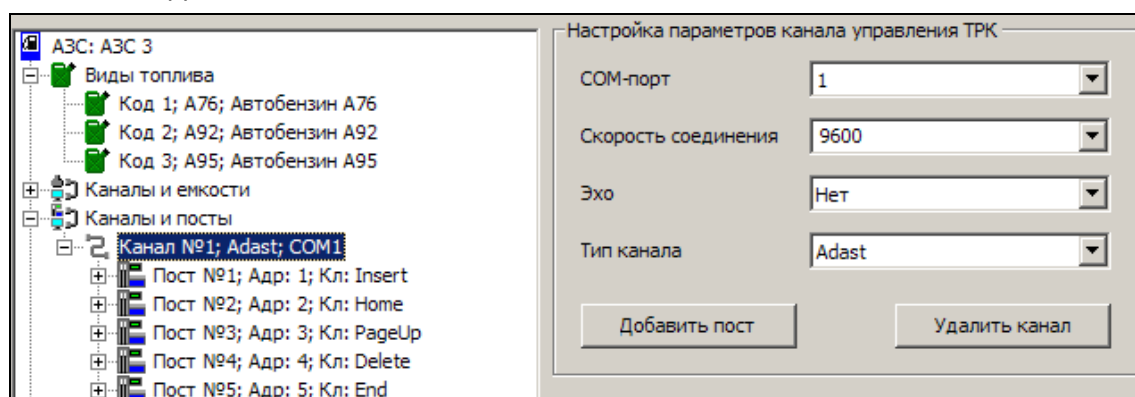 АЗС: АЗС 3
Виды топлива
Код 1; А76; Автобензин А76
Код 2; А92; Автобензин А92
Код 3; А95; Автобензин А95
Каналы и емкости
Каналы и посты
Канал №1; Adast; COM1
Пост №1; Адр: 1; Кл: Insert
Пост №2; Адр: 2; Кл: Home
Пост №3; Адр: 3; Кл: PageUp
Пост №4; Адр: 4; Кл: Delete
Пост №5; Адр: 5; Кл: End
Настройка параметров канала управления ТРК
COM-порт 1
Скорость соединения 9600
Эхо Нет
Тип канала Adast
Добавить пост Удалить канал